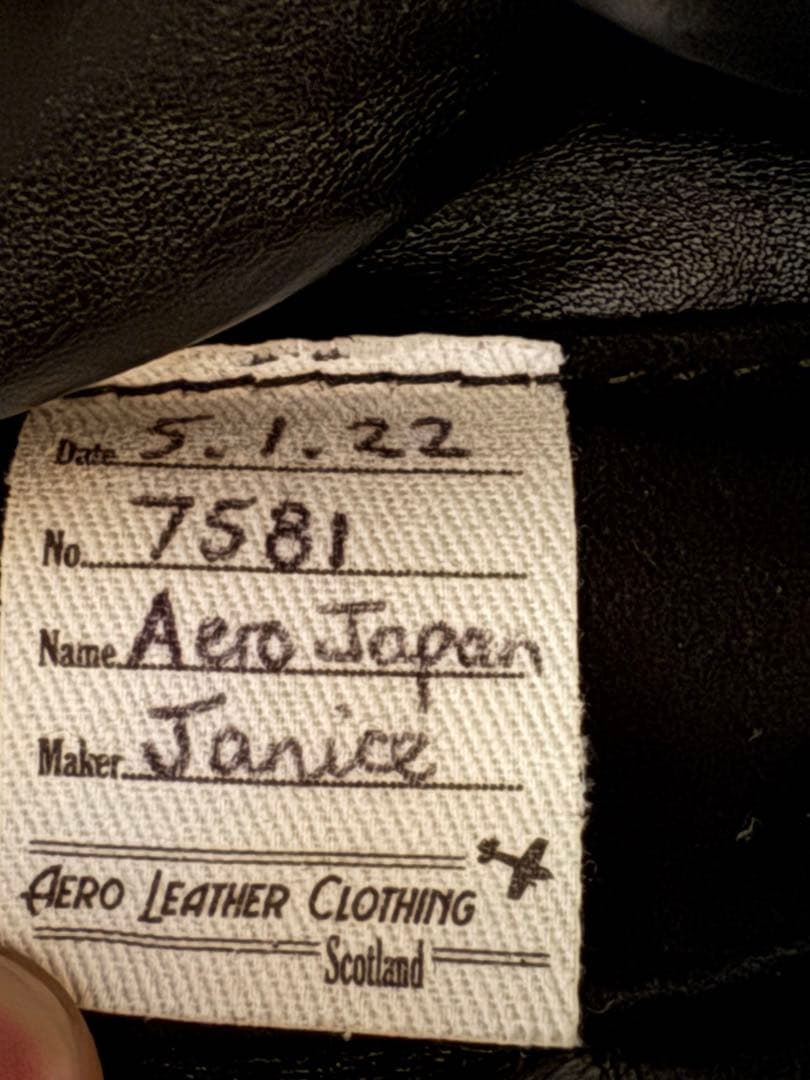 Date 5.1.22
No. 7581
Name Aero Japan
Maker Janice
AERO LEATHER CLOTHING
Scotland